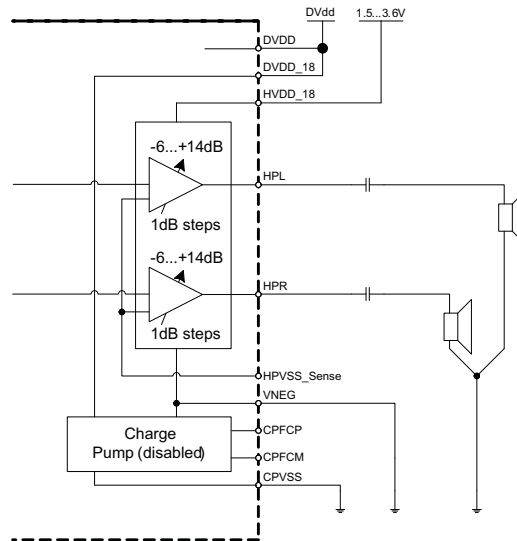 DVdd
1.5...3.6V
DVDD
DVDD_18
HVDD_18
-6...+14dB
HPL
1dB steps
-6...+14dB
HPR
1dB steps
HPVSS_Sense
VNEG
Charge
Pump (disabled)
CPFCP
CPFCM
CPVSS